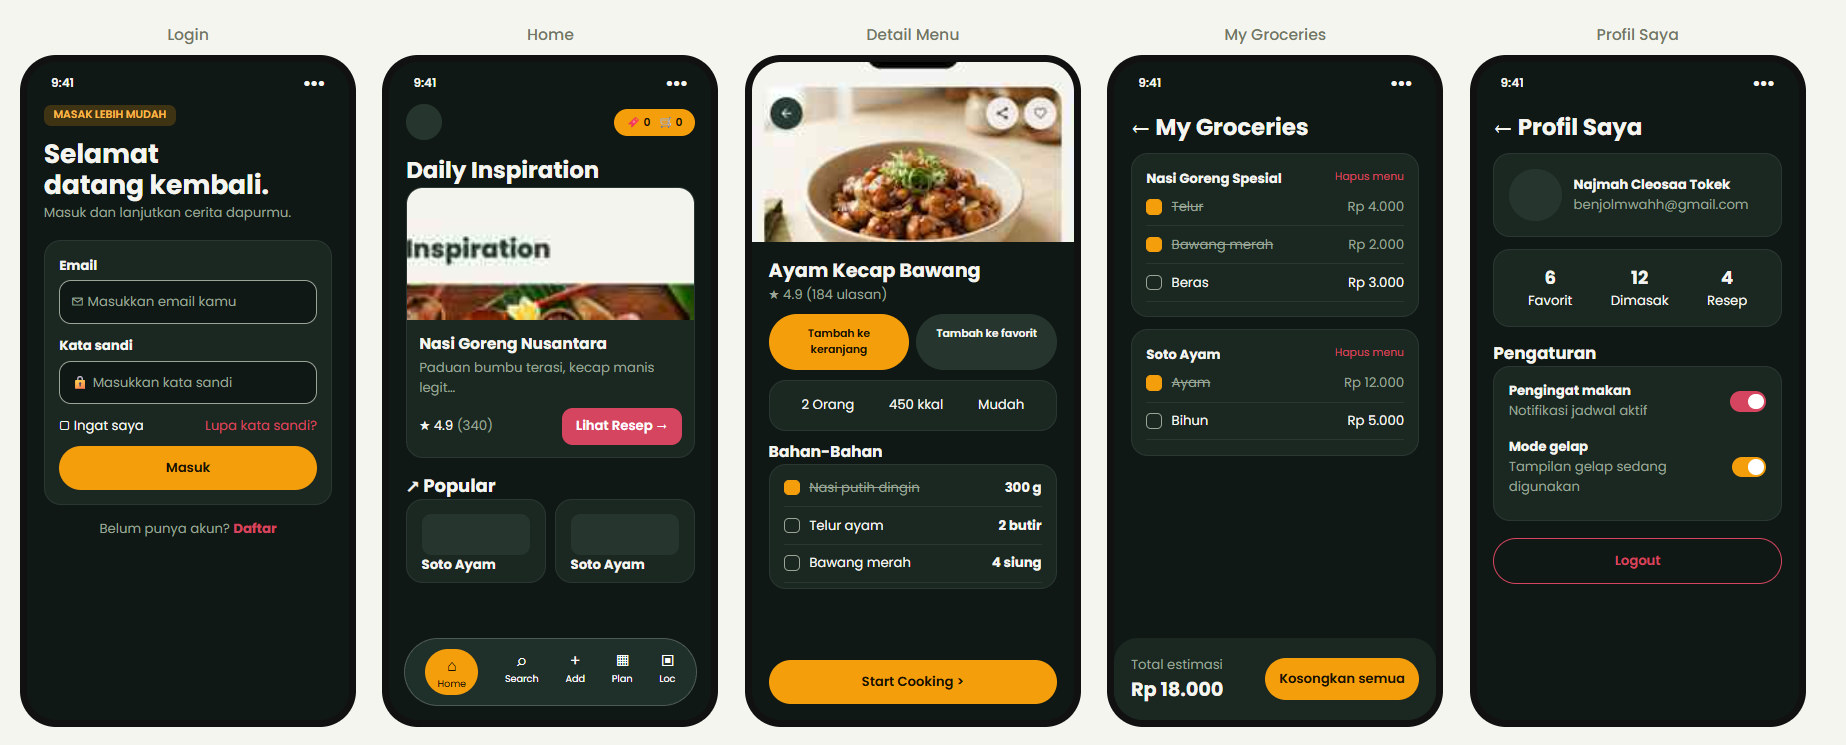 Login
9:41
MASAK LEBIH MUDAH
Selamat
datang kembali.
Masuk dan lanjutkan cerita dapurmu.
Email
Masukkan email kamu
Kata sandi
Masukkan kata sandi
Ingat saya
Lupa kata sandi?
Masuk
Belum punya akun? Daftar
Home
9:41
0 0
Daily Inspiration
Inspiration
Nasi Goreng Nusantara
Paduan bumbu terasi, kecap manis
legit...
★ 4.9 (340)
Lihat Resep →
↗ Popular
Soto Ayam
Soto Ayam
Home
Search
Add
Plan
Loc
Detail Menu
Ayam Kecap Bawang
★ 4.9 (184 ulasan)
Tambah ke
keranjang
Tambah ke favorit
2 Orang 450 kkal Mudah
Bahan-Bahan
Nasi putih dingin 300 g
Telur ayam 2 butir
Bawang merah 4 siung
Start Cooking >
My Groceries
9:41
← My Groceries
Nasi Goreng Spesial Hapus menu
Telur Rp 4.000
Bawang merah Rp 2.000
Beras Rp 3.000
Soto Ayam Hapus menu
Ayam Rp 12.000
Bihun Rp 5.000
Total estimasi
Rp 18.000
Kosongkan semua
Profil Saya
9:41
← Profil Saya
Najmah Cleosaa Tokek
benjolmwahh@gmail.com
6 12 4
Favorit Dimasak Resep
Pengaturan
Pengingat makan
Notifikasi jadwal aktif
Mode gelap
Tampilan gelap sedang
digunakan
Logout